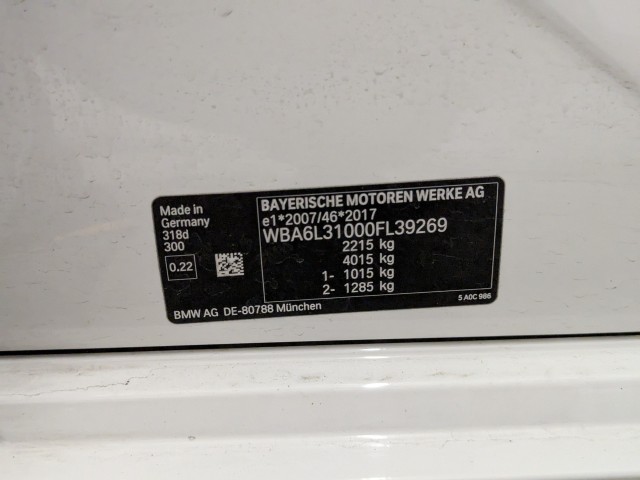 Made in
Germany
318d
300
0.22
BAYERISCHE MOTOREN WERKE AG
e1*2007/46*2017
WBA6L31000FL39269
2215 kg
4015 kg
1- 1015 kg
2- 1285 kg
BMW AG DE-80788 München
5 A0C 986